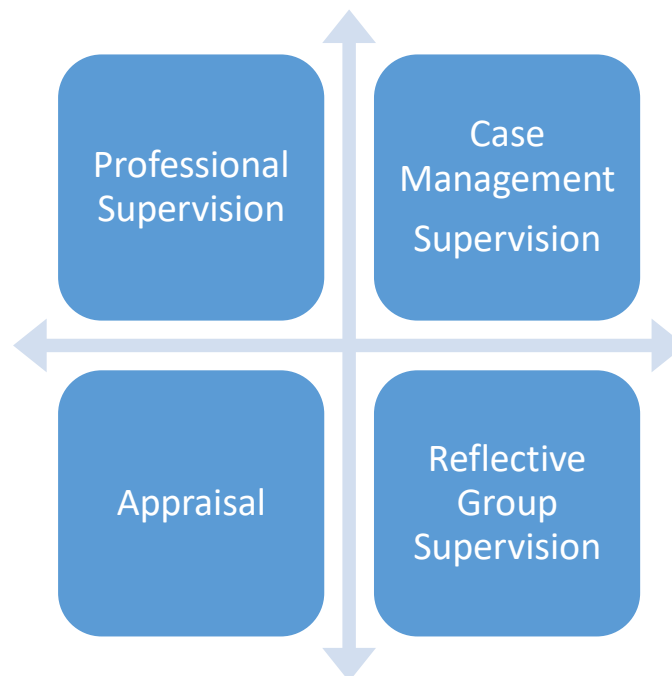 Professional
Supervision
Case
Management
Supervision
Appraisal
Reflective
Group
Supervision